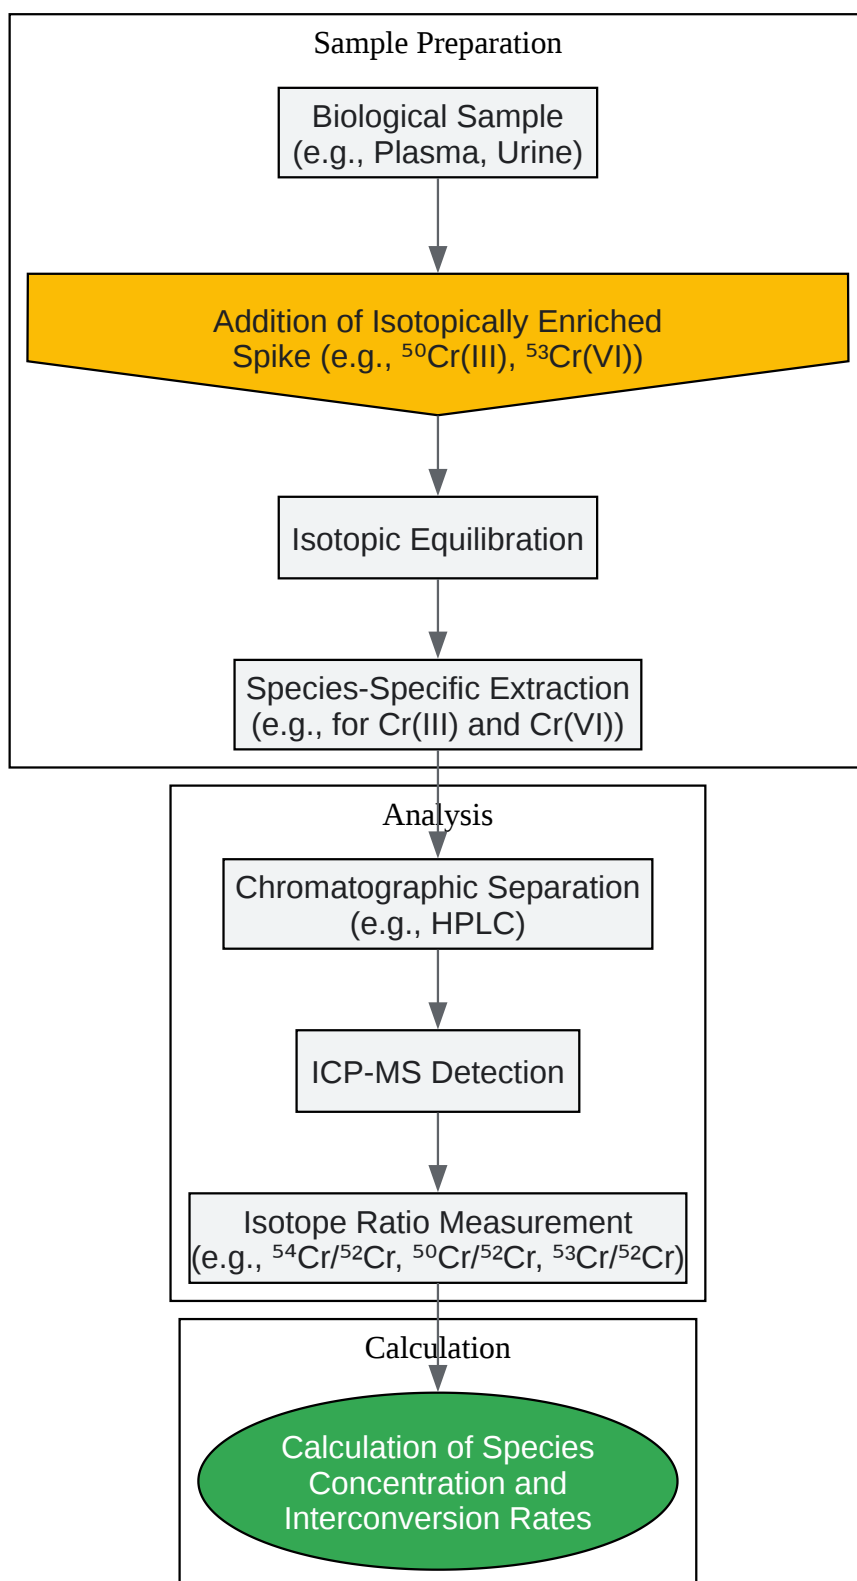 Sample Preparation
Biological Sample
(e.g., Plasma, Urine)
Addition of Isotopically Enriched
Spike (e.g., ⁵⁰Cr(III), ⁵³Cr(VI))
Isotopic Equilibration
Species-Specific Extraction
(e.g., for Cr(III) and Cr(VI))
Analysis
Chromatographic Separation
(e.g., HPLC)
ICP-MS Detection
Isotope Ratio Measurement
(e.g., ⁵⁴Cr/⁵²Cr, ⁵⁰Cr/⁵²Cr, ⁵³Cr/⁵²Cr)
Calculation
Calculation of Species
Concentration and
Interconversion Rates